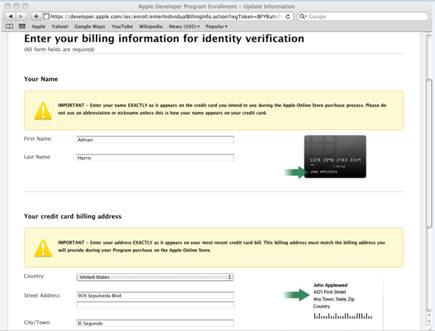 Apple Developer Program Enrollment - Update Information
https://developer.apple.com/ios/enroll/enterIndividualBillingInfo.action?regToken=
Google
Apple Yahoo! Google Maps YouTube Wikipedia News (105) Popular
Enter your billing information for identity verification
(All form fields are required)
Your Name
IMPORTANT - Enter your name EXACTLY as it appears on the credit card you intend to use during the Apple Online Store purchase process. Please do
not use an abbreviation or nickname unless this is how your name appears on your credit card.
First Name: Adrian
Last Name: Harris
JOHN APPLESEED
Your credit card billing address
IMPORTANT - Enter your address EXACTLY as it appears on your most recent credit card bill. This billing address must match the billing address you
will provide during your Program purchase on the Apple Online Store.
Country: United States
John Appleseed
4321 First Street
Street Address: 909 Sepulveda Blvd
Any Town, State, Zip
Country
City/Town: El Segundo